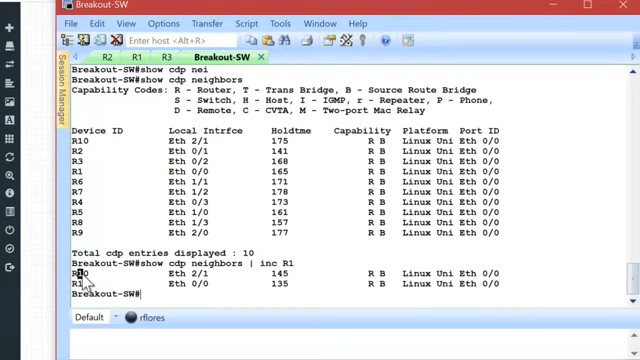 Breakout-SW
File Edit View Options Transfer Script Tools Window Help
Enter host <Alt+R>
R2 R1 R3 Breakout-SW
Session Manager
Breakout-SW#show cdp nei
Breakout-SW#show cdp neighbors
Capability Codes: R - Router, T - Trans Bridge, B - Source Route Bridge
S - Switch, H - Host, I - IGMP, r - Repeater, P - Phone,
D - Remote, C - CVTA, M - Two-port Mac Relay
Device ID Local Intrfce Holdtme Capability Platform Port ID
R10 Eth 2/1 175 R B Linux Uni Eth 0/0
R2 Eth 0/1 141 R B Linux Uni Eth 0/0
R3 Eth 0/2 168 R B Linux Uni Eth 0/0
R1 Eth 0/0 165 R B Linux Uni Eth 0/0
R6 Eth 1/1 171 R B Linux Uni Eth 0/0
R7 Eth 1/2 178 R B Linux Uni Eth 0/0
R4 Eth 0/3 173 R B Linux Uni Eth 0/0
R5 Eth 1/0 161 R B Linux Uni Eth 0/0
R8 Eth 1/3 157 R B Linux Uni Eth 0/0
R9 Eth 2/0 177 R B Linux Uni Eth 0/0
Total cdp entries displayed : 10
Breakout-SW#show cdp neighbors | inc R1
R10 Eth 2/1 145 R B Linux Uni Eth 0/0
R1 Eth 0/0 135 R B Linux Uni Eth 0/0
Breakout-SW#
Default rflores